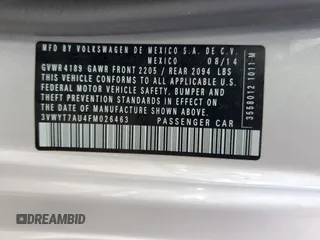 MFD. BY VOLKSWAGEN DE MEXICO S.A. DE C.V.
MEXICO 08/14
GVWR 4189 GAWR FRONT 2205 / REAR 2094 LBS
THIS VEHICLE CONFORMS TO ALL APPLICABLE U.S.
FEDERAL MOTOR VEHICLE SAFETY, BUMPER AND
THEFT PREVENTION STANDARDS IN EFFECT ON THE
DATE OF MANUFACTURE SHOWN ABOVE.
3VWYT7AU4FM026463 PASSENGER CAR
3558012 1011 M
DREAMBID